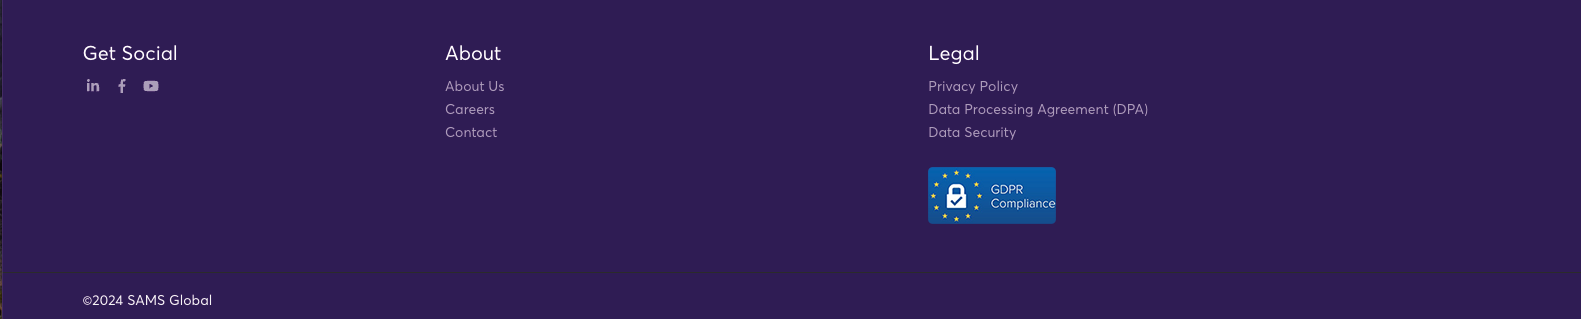 Get Social
About
About Us
Careers
Contact
Legal
Privacy Policy
Data Processing Agreement (DPA)
Data Security
GDPR
Compliance
©2024 SAMS Global